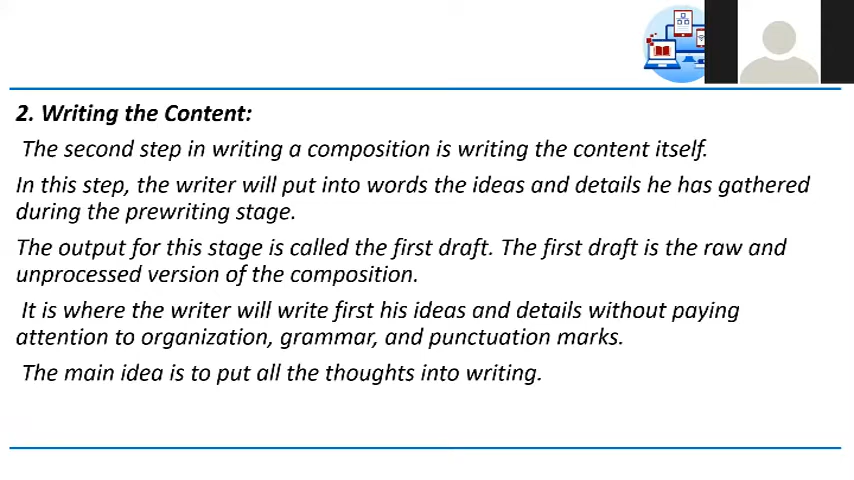 2. Writing the Content:
The second step in writing a composition is writing the content itself.
In this step, the writer will put into words the ideas and details he has gathered
during the prewriting stage.
The output for this stage is called the first draft. The first draft is the raw and
unprocessed version of the composition.
It is where the writer will write first his ideas and details without paying
attention to organization, grammar, and punctuation marks.
The main idea is to put all the thoughts into writing.